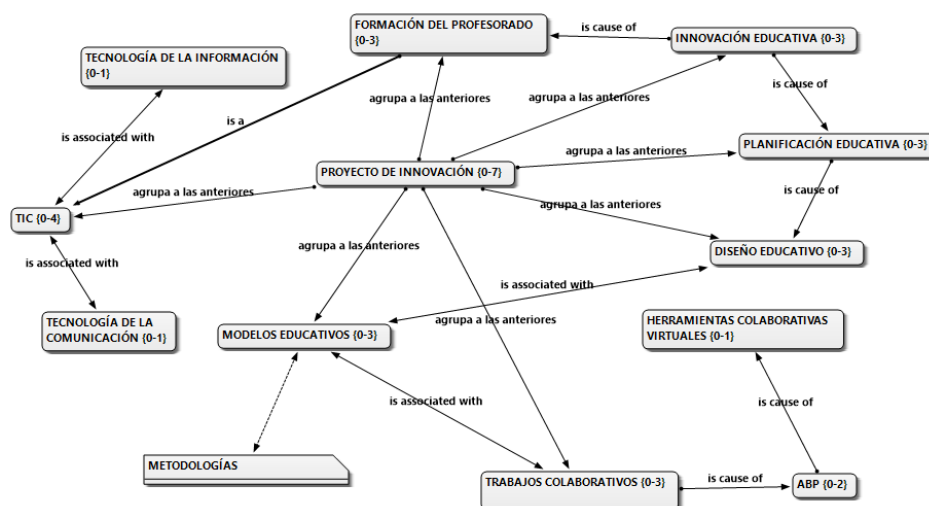 FORMACIÓN DEL PROFESORADO
{0-3}
is cause of
INNOVACIÓN EDUCATIVA {0-3}
TECNOLOGÍA DE LA INFORMACIÓN
{0-1}
is cause of
agrupa a las anteriores
agrupa a las anteriores
is a
is associated with
PLANIFICACIÓN EDUCATIVA {0-3}
agrupa a las anteriores
PROYECTO DE INNOVACIÓN {0-7}
is cause of
agrupa a las anteriores
agrupa a las anteriores
TIC {0-4}
agrupa a las anteriores
DISEÑO EDUCATIVO {0-3}
is associated with
is associated with
TECNOLOGÍA DE LA
COMUNICACIÓN {0-1}
agrupa a las anteriores
HERRAMIENTAS COLABORATIVAS
VIRTUALES {0-1}
MODELOS EDUCATIVOS {0-3}
is associated with
is cause of
METODOLOGÍAS
TRABAJOS COLABORATIVOS {0-3}
is cause of
ABP {0-2}